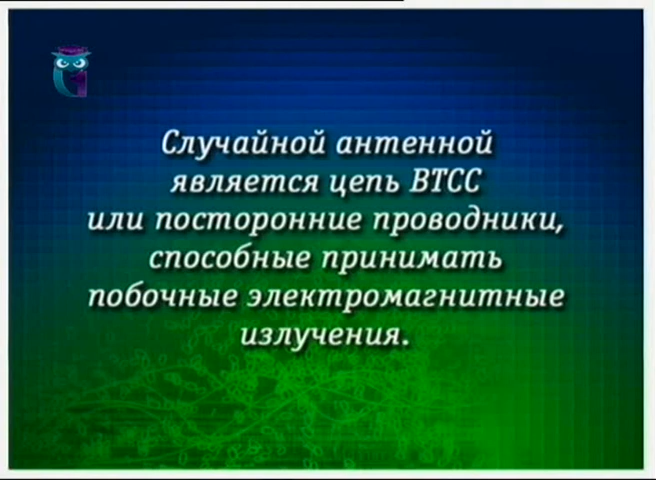 Случайной антенной
является цепь ВТСС
или посторонние проводники,
способные принимать
побочные электромагнитные
излучения.